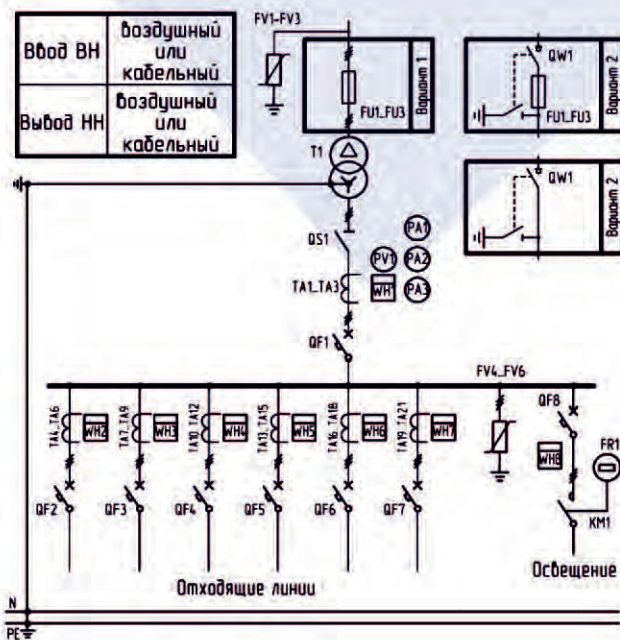 Ввод ВН
воздушный
или
кабельный
Вывод НН
воздушный
или
кабельный
FV1-FV3
FU1_FU3
Вариант 1
QW1
FU1_FU3
Вариант 2
T1
QW1
Вариант 2
QS1
PA1
PV1
PA2
TA1_TA3
WH
PA3
QF1
FV4_FV6
QF8
TA4_TA6
WH2
TA7_TA9
WH3
TA10_TA12
WH4
TA13_TA15
WH5
TA16_TA18
WH6
TA19_TA21
WH7
WH8
FR1
QF2
QF3
QF4
QF5
QF6
QF7
KM1
Отходящие линии
Освещение
N
PE